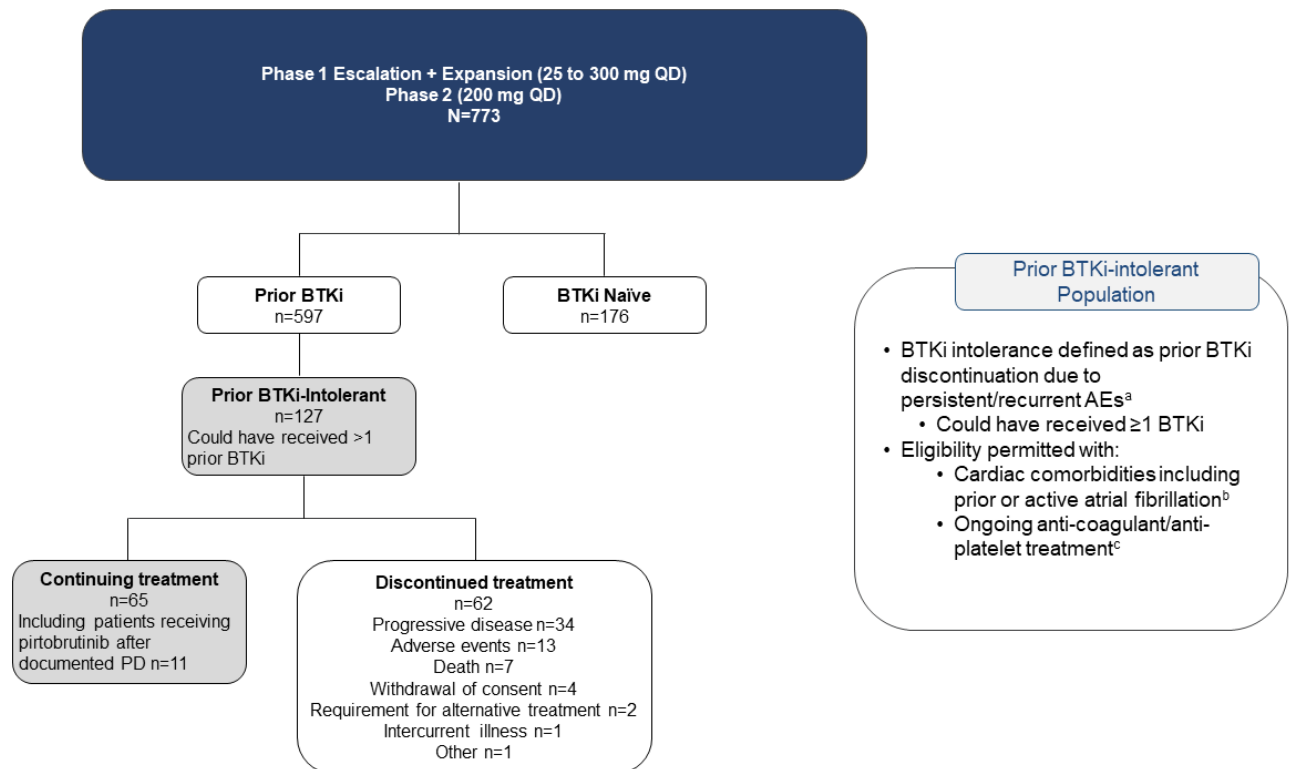 Phase 1 Escalation + Expansion (25 to 300 mg QD)
Phase 2 (200 mg QD)
N=773
Prior BTKi
n=597
BTKi Naïve
n=176
Prior BTKi-Intolerant
n=127
Could have received >1
prior BTKi
Continuing treatment
n=65
Including patients receiving
pirtobrutinib after
documented PD n=11
Discontinued treatment
n=62
Progressive disease n=34
Adverse events n=13
Death n=7
Withdrawal of consent n=4
Requirement for alternative treatment n=2
Intercurrent illness n=1
Other n=1
Prior BTKi-intolerant
Population
• BTKi intolerance defined as prior BTKi
discontinuation due to
persistent/recurrent AEsᵃ
• Could have received ≥1 BTKi
• Eligibility permitted with:
• Cardiac comorbidities including
prior or active atrial fibrillationᵇ
• Ongoing anti-coagulant/anti-
platelet treatmentᶜ